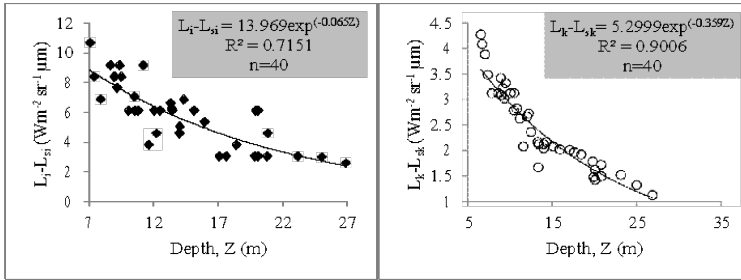 Lᵢ-Lₛᵢ = 13.969exp^(-0.065Z)
R² = 0.7151
n=40
12
10
8
6
4
2
0
Lᵢ-Lₛᵢ (Wm⁻² sr⁻¹ µm)
7
12
17
22
27
Depth, Z (m)
Lₖ-Lₛₖ = 5.2999exp^(-0.359Z)
R² = 0.9006
n=40
4.5
4
3.5
3
2.5
2
1.5
1
Lₖ-Lₛₖ (Wm⁻² sr⁻¹ µm)
5
15
25
35
Depth, Z (m)